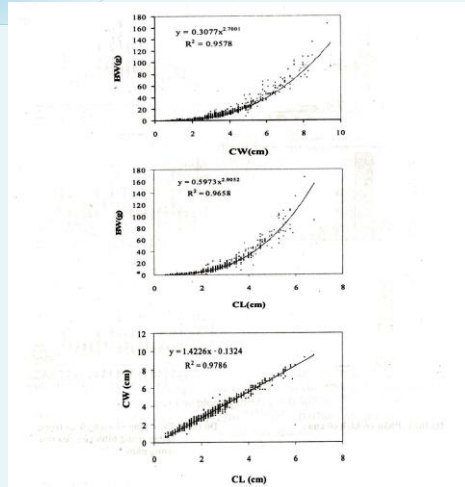 180
160
140
120
100
80
60
40
20
0
y = 0.3077x^2.7001
R² = 0.9578
BW(g)
0 2 4 6 8 10
CW(cm)
180
160
140
120
100
80
60
40
20
0
y = 0.5973x^2.9052
R² = 0.9658
BW(g)
0 2 4 6 8
CL(cm)
12
10
8
6
4
2
0
y = 1.4226x - 0.1324
R² = 0.9786
CW (cm)
0 2 4 6 8
CL (cm)